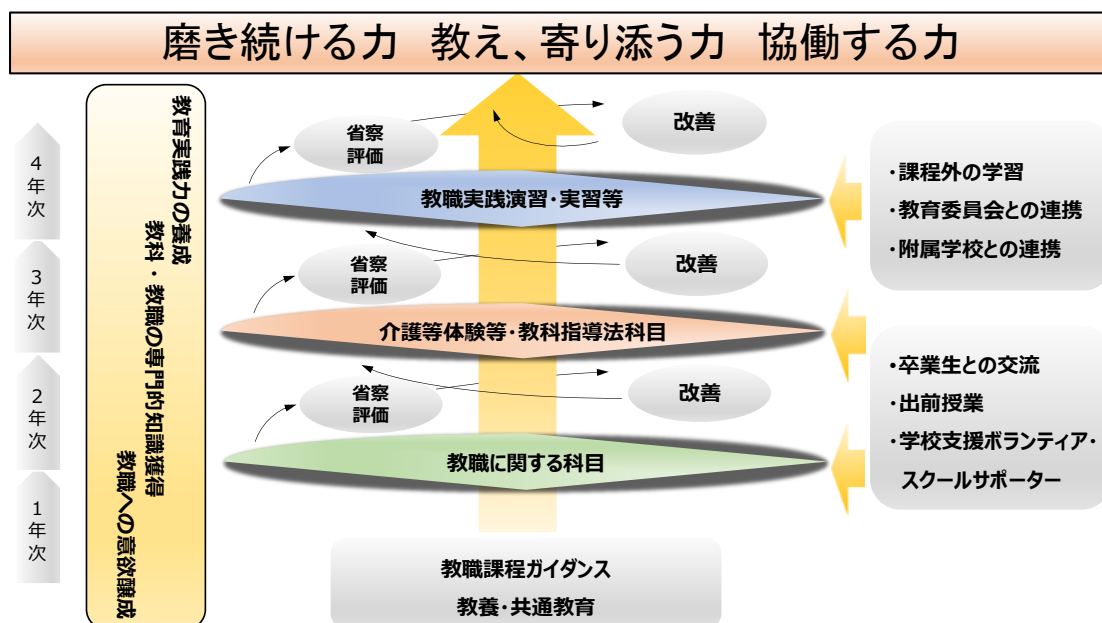 磨き続ける力 教え、寄り添う力 協働する力
教育実践力の養成
教科・教職の専門的知識獲得
教職への意欲醸成
4年次
3年次
2年次
1年次
省察
評価
改善
教職実践演習・実習等
省察
評価
改善
介護等体験等・教科指導法科目
省察
評価
改善
教職に関する科目
教職課程ガイダンス
教養・共通教育
・課程外の学習
・教育委員会との連携
・附属学校との連携
・卒業生との交流
・出前授業
・学校支援ボランティア・
スクールサポーター